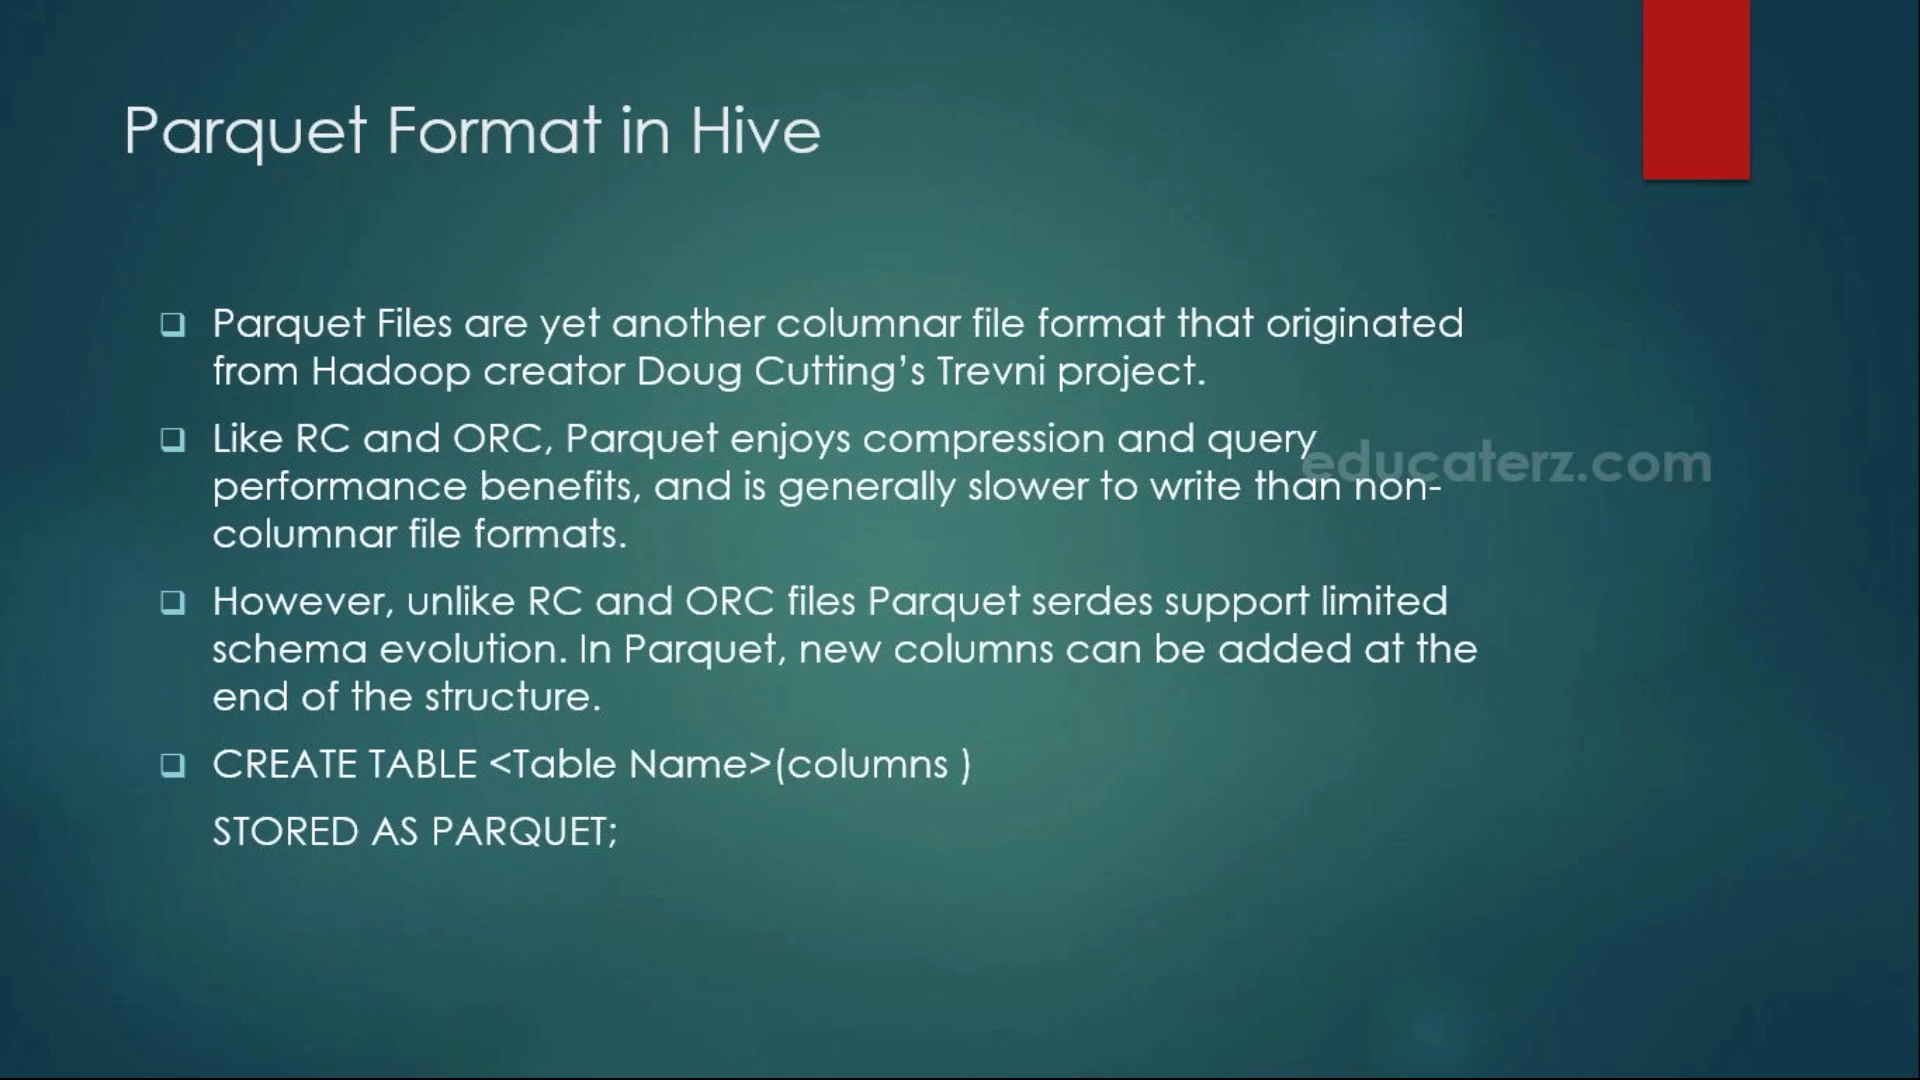 Parquet Format in Hive
Parquet Files are yet another columnar file format that originated
from Hadoop creator Doug Cutting’s Trevni project.
Like RC and ORC, Parquet enjoys compression and query
educaterz.com
performance benefits, and is generally slower to write than non-
columnar file formats.
However, unlike RC and ORC files Parquet serdes support limited
schema evolution. In Parquet, new columns can be added at the
end of the structure.
CREATE TABLE <Table Name>(columns )
STORED AS PARQUET;